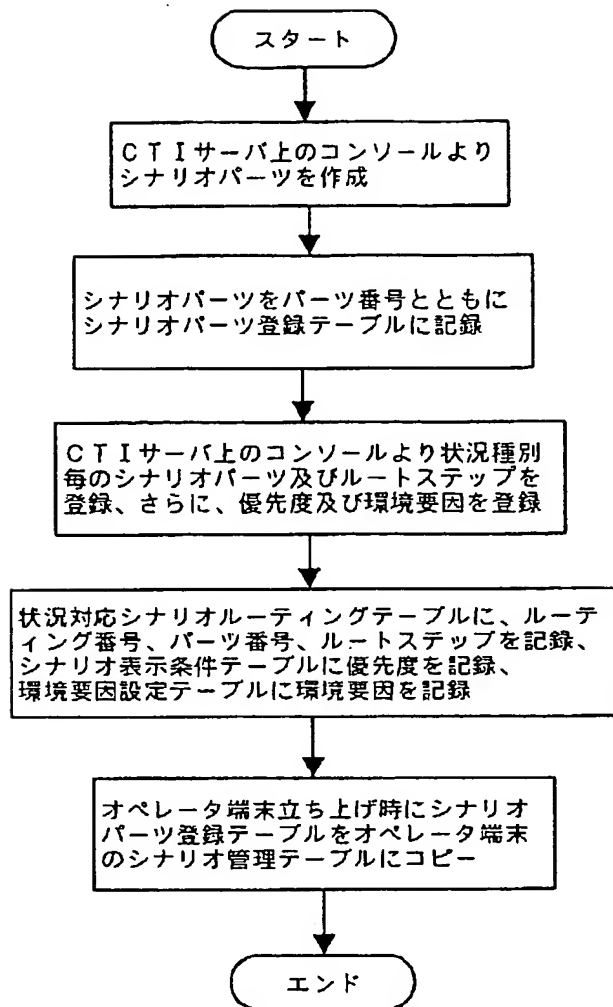 スタート
CTIサーバ上のコンソールより
シナリオパーツを作成
シナリオパーツをパーツ番号とともに
シナリオパーツ登録テーブルに記録
CTIサーバ上のコンソールより状況種別
毎のシナリオパーツ及びルートステップを
登録、さらに、優先度及び環境要因を登録
状況対応シナリオルーティングテーブルに、ルー
ティング番号、パーツ番号、ルートステップを記録、
シナリオ表示条件テーブルに優先度を記録、
環境要因設定テーブルに環境要因を記録
オペレータ端末立ち上げ時にシナリオ
パーツ登録テーブルをオペレータ端末
のシナリオ管理テーブルにコピー
エンド